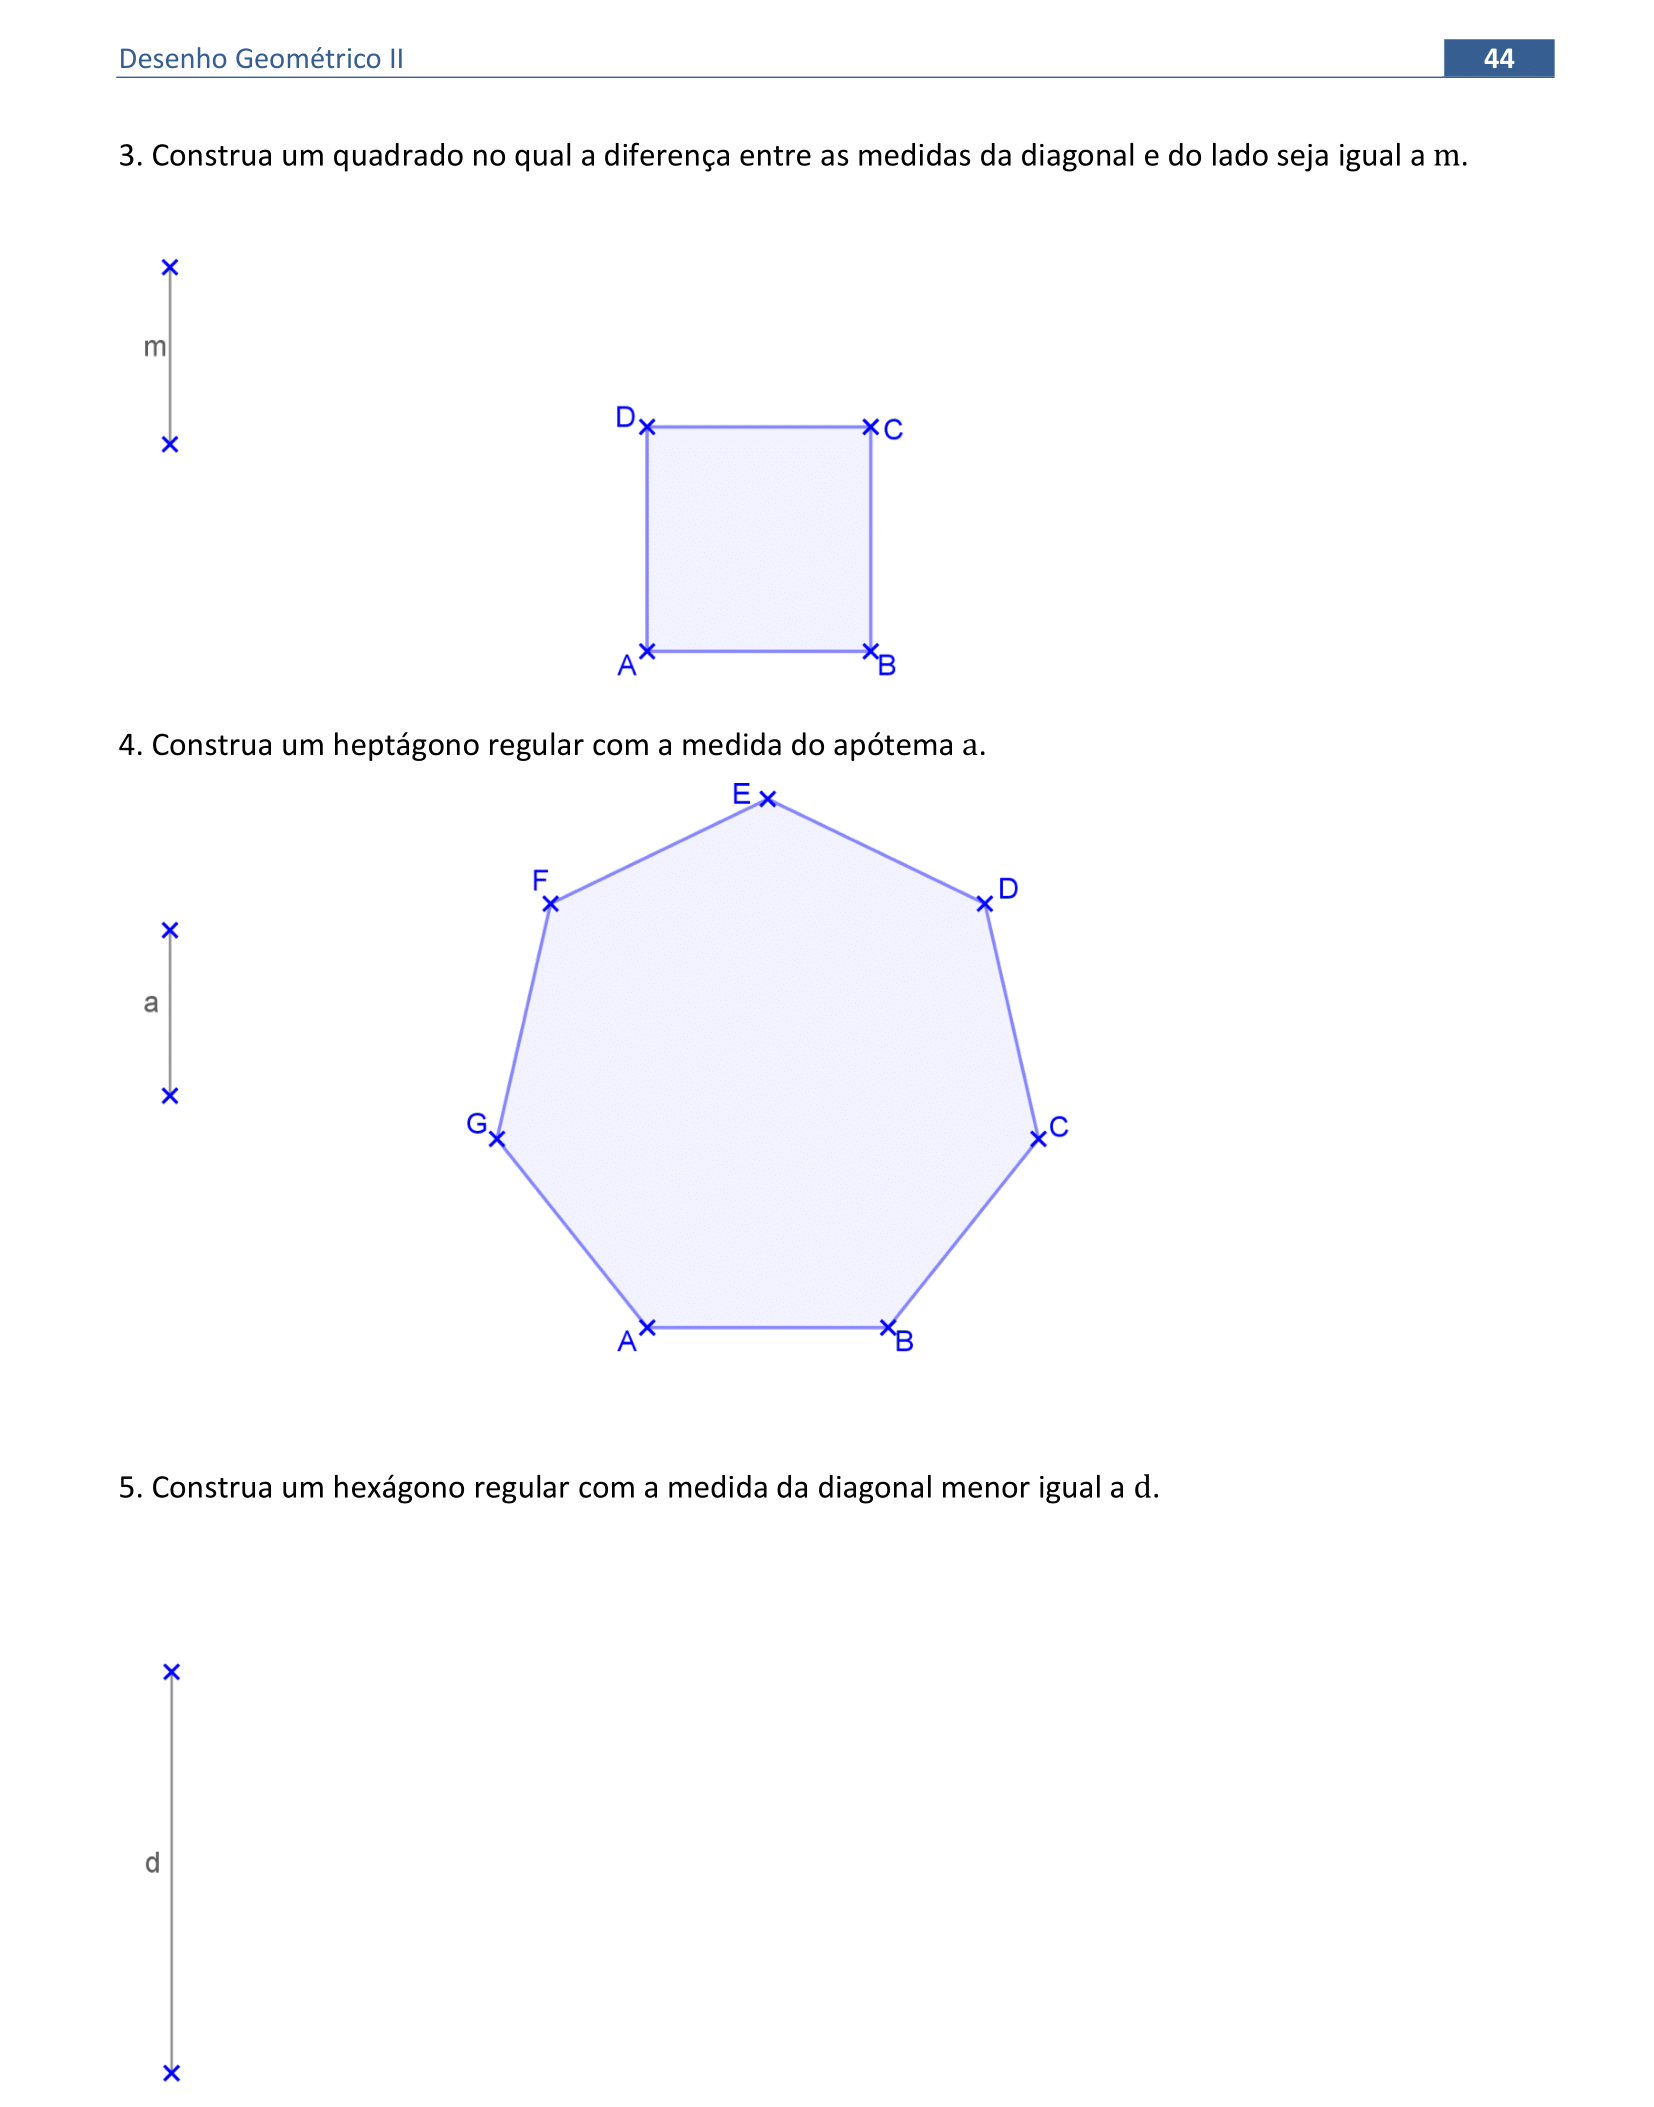 Desenho Geométrico II 44
3. Construa um quadrado no qual a diferença entre as medidas da diagonal e do lado seja igual a m.
m
D
C
A
B
4. Construa um heptágono regular com a medida do apótema a.
E
F
D
a
G
C
A
B
5. Construa um hexágono regular com a medida da diagonal menor igual a d.
d